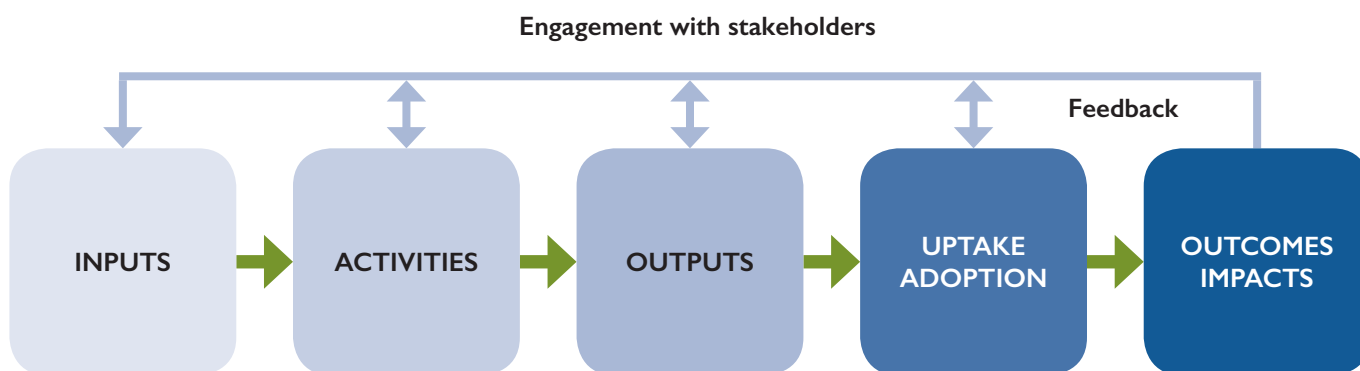 Engagement with stakeholders
Feedback
INPUTS
ACTIVITIES
OUTPUTS
UPTAKE
ADOPTION
OUTCOMES
IMPACTS